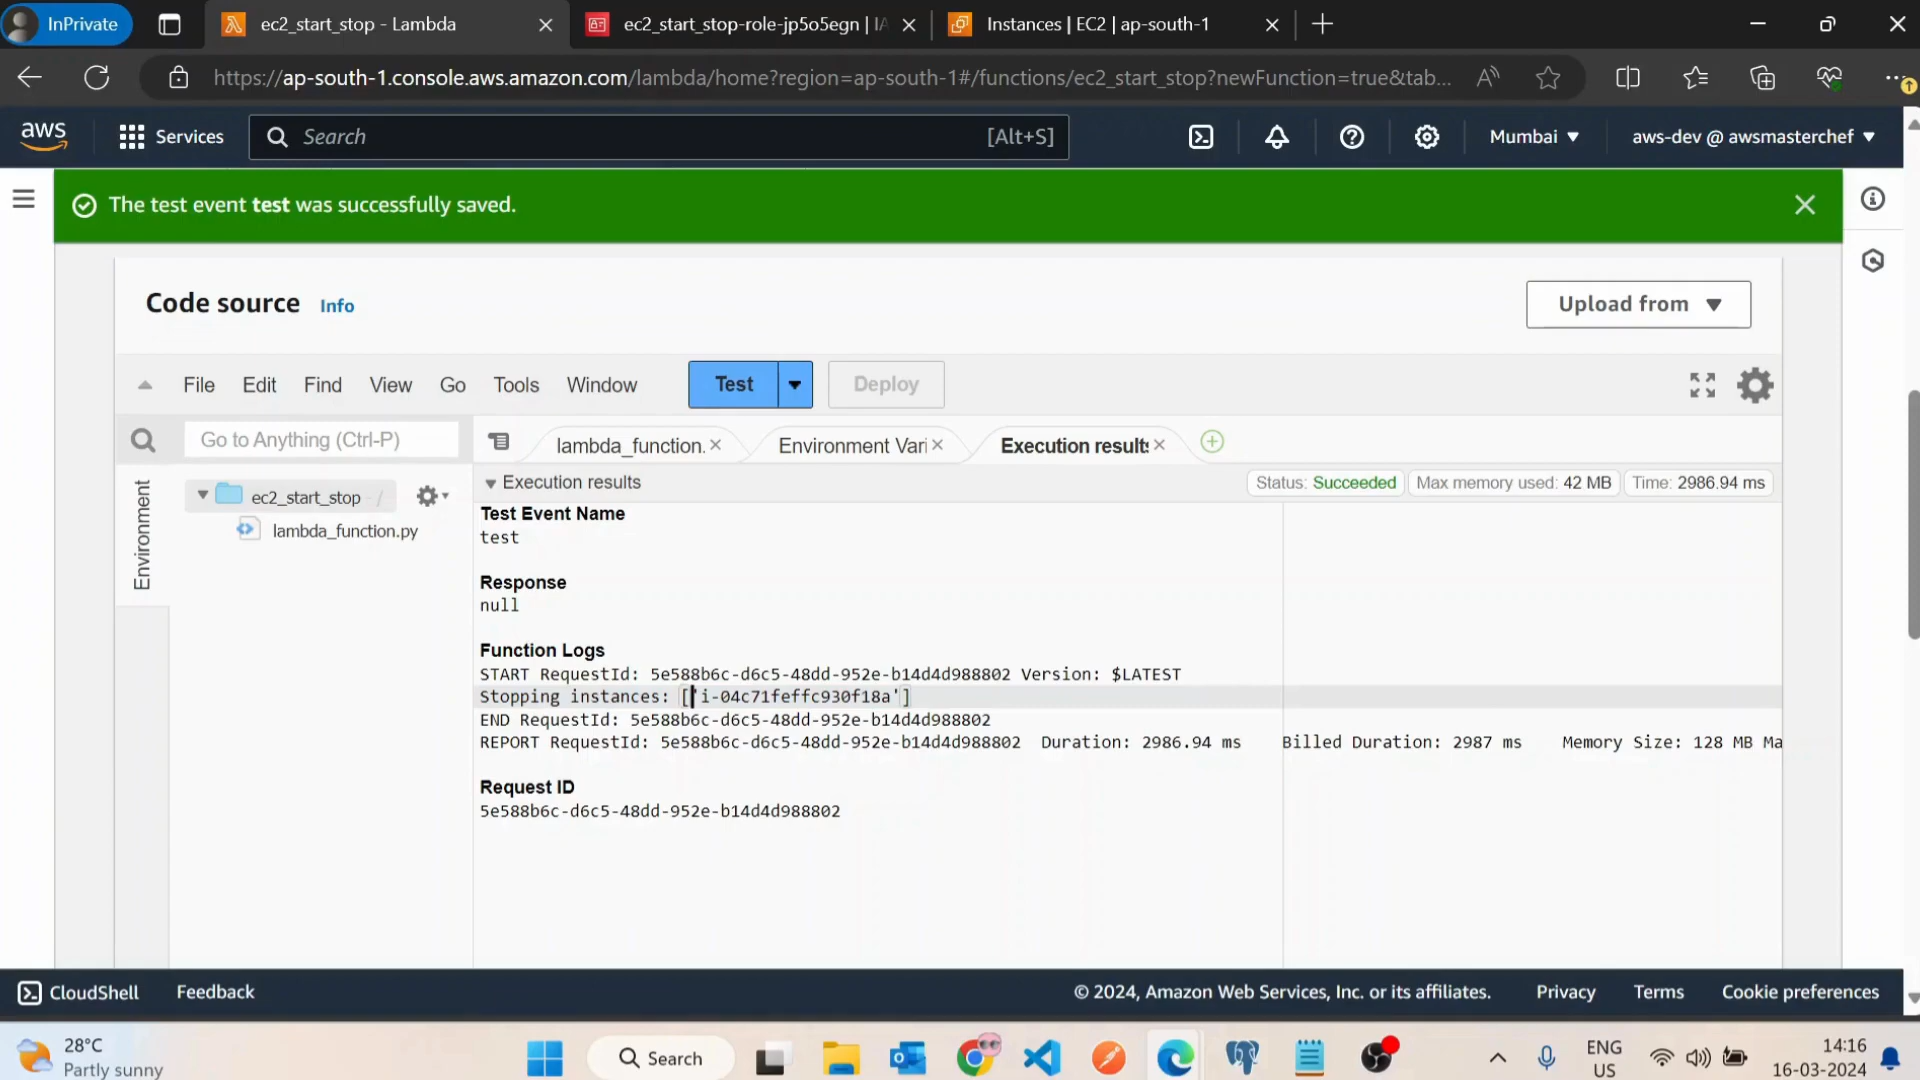 InPrivate
ec2_start_stop - Lambda
ec2_start_stop-role-jp5o5egn | IA
Instances | EC2 | ap-south-1
https://ap-south-1.console.aws.amazon.com/lambda/home?region=ap-south-1#/functions/ec2_start_stop?newFunction=true&tab...
aws
Services
Search
[Alt+S]
Mumbai
aws-dev @ awsmasterchef
The test event test was successfully saved.
Code source
Info
Upload from
File
Edit
Find
View
Go
Tools
Window
Test
Deploy
Go to Anything (Ctrl-P)
lambda_function.
Environment Vari
Execution results
Environment
ec2_start_stop - /
lambda_function.py
Execution results
Status: Succeeded
Max memory used: 42 MB
Time: 2986.94 ms
Test Event Name
test
Response
null
Function Logs
START RequestId: 5e588b6c-d6c5-48dd-952e-b14d4d988802 Version: $LATEST
Stopping instances: ['i-04c71feffc930f18a']
END RequestId: 5e588b6c-d6c5-48dd-952e-b14d4d988802
REPORT RequestId: 5e588b6c-d6c5-48dd-952e-b14d4d988802 Duration: 2986.94 ms Billed Duration: 2987 ms Memory Size: 128 MB Ma
Request ID
5e588b6c-d6c5-48dd-952e-b14d4d988802
CloudShell
Feedback
© 2024, Amazon Web Services, Inc. or its affiliates.
Privacy
Terms
Cookie preferences
28°C
Partly sunny
Search
ENG
US
14:16
16-03-2024